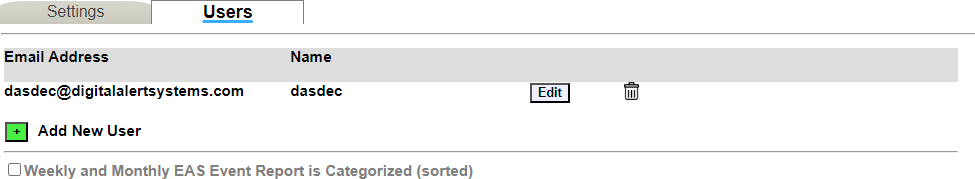 Settings Users
Email Address Name
dasdec@digitalalertsystems.com dasdec Edit
+ Add New User
Weekly and Monthly EAS Event Report is Categorized (sorted)